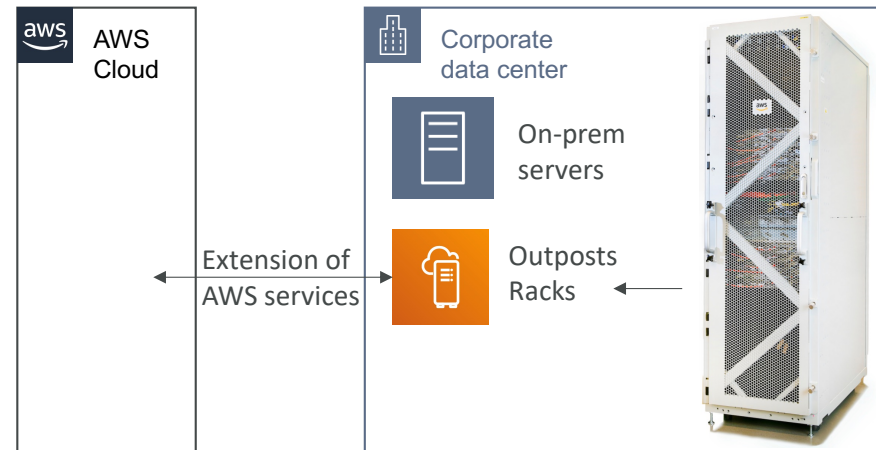 aws
AWS
Cloud
Corporate
data center
On-prem
servers
Extension of
AWS services
Outposts
Racks
aws